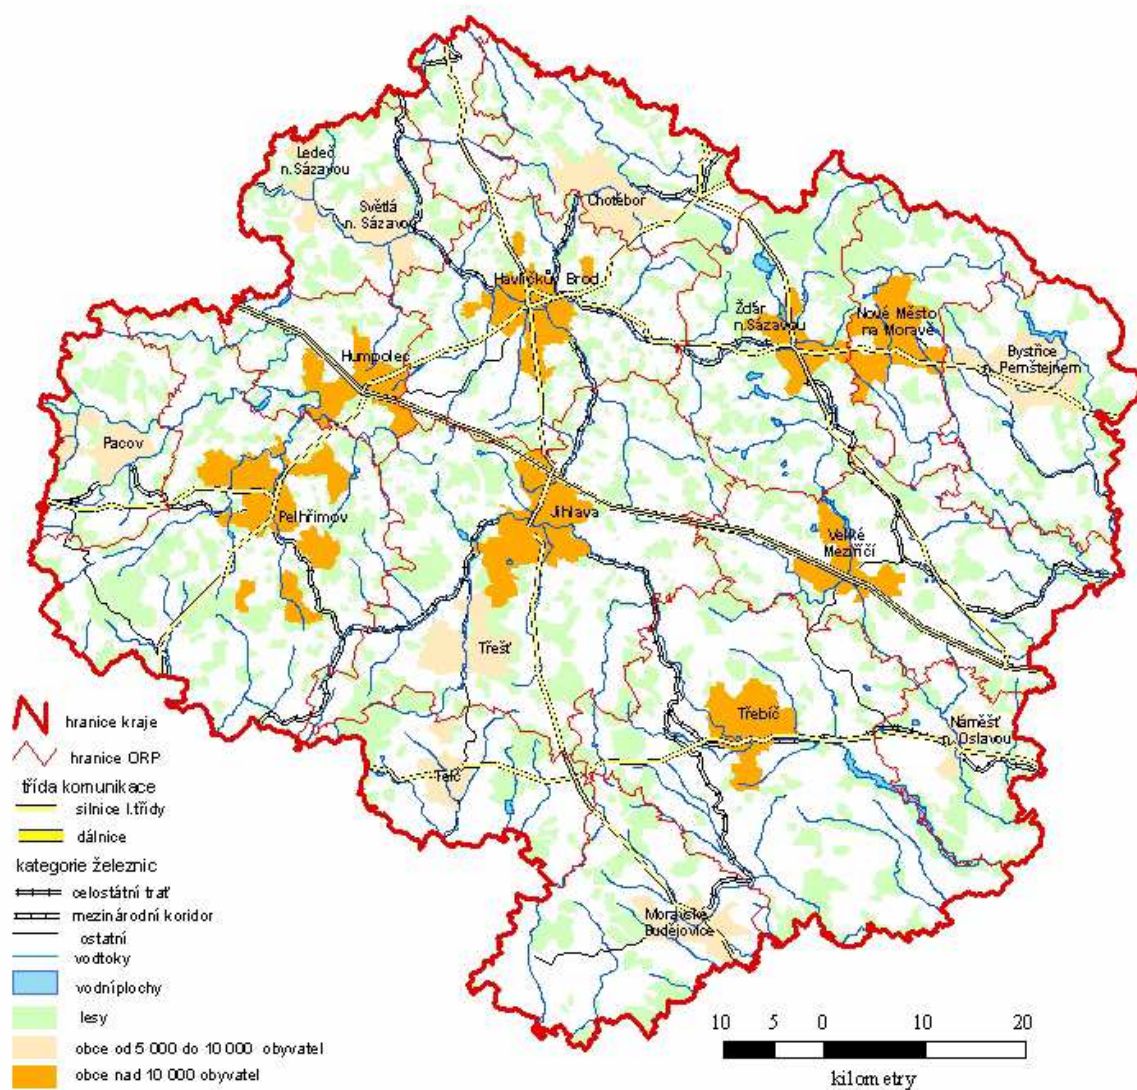 Ledeč
n.Sázavou
Světlá
n. Sázavou
Chotěboř
Havlíčkův Brod
Žďár
n.Sázavou
Nové Město
na Moravě
Bystřice
n. Pernštejnem
Humpolec
Pacov
Pelhřimov
Jihlava
Velké
Meziříčí
Třešť
Třebíč
Náměšť
n. Oslavou
Telč
Moravské
Budějovice
hranice kraje
hranice ORP
třída komunikace
silnice I.třídy
dálnice
kategorie železnic
celostátní trať
mezinárodní koridor
ostatní
vodtoky
vodníplochy
lesy
obce od 5 000 do 10 000 obyvatel
obce nad 10 000 obyvatel
10 5 0 10 20
kilometry